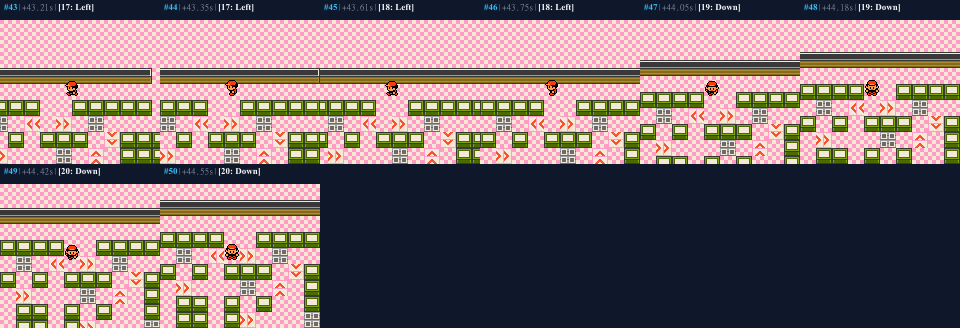 #43|+43.21s|[17: Left]
#44|+43.35s|[17: Left]
#45|+43.61s|[18: Left]
#46|+43.75s|[18: Left]
#47|+44.05s|[19: Down]
#48|+44.18s|[19: Down]
#49|+44.42s|[20: Down]
#50|+44.55s|[20: Down]